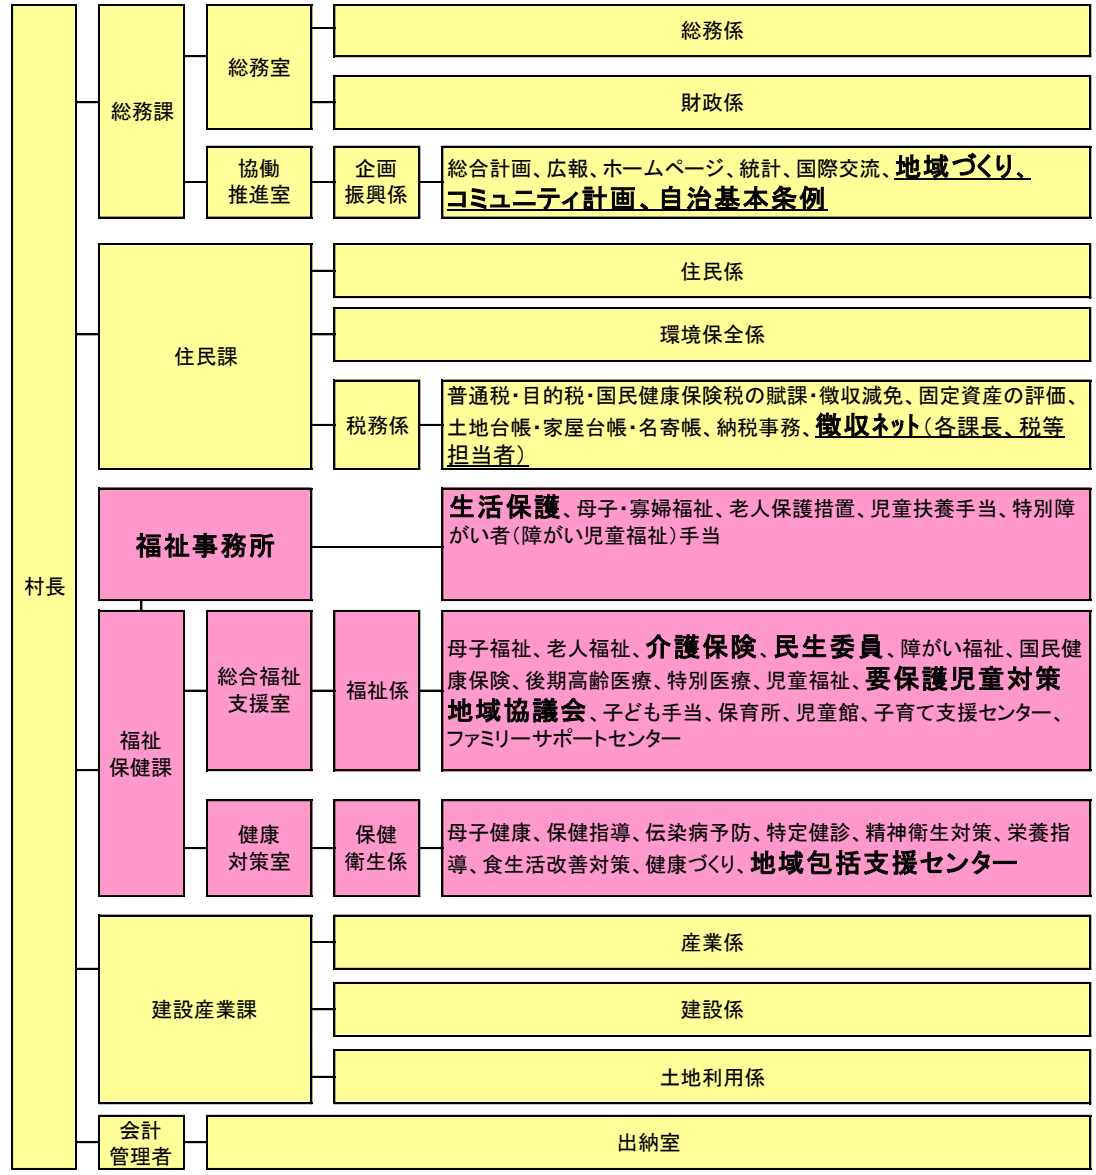 村長
総務課
総務室
総務係
財政係
協働
推進室
企画
振興係
総合計画、広報、ホームページ、統計、国際交流、地域づくり、
コミュニティ計画、自治基本条例
住民課
住民係
環境保全係
税務係
普通税・目的税・国民健康保険税の賦課・徴収減免、固定資産の評価、
土地台帳・家屋台帳・名寄帳、納税事務、徴収ネット（各課長、税等
担当者）
福祉事務所
生活保護、母子・寡婦福祉、老人保護措置、児童扶養手当、特別障
がい者（障がい児童福祉）手当
福祉
保健課
総合福祉
支援室
福祉係
母子福祉、老人福祉、介護保険、民生委員、障がい福祉、国民健
康保険、後期高齢医療、特別医療、児童福祉、要保護児童対策
地域協議会、子ども手当、保育所、児童館、子育て支援センター、
ファミリーサポートセンター
健康
対策室
保健
衛生係
母子健康、保健指導、伝染病予防、特定健診、精神衛生対策、栄養指
導、食生活改善対策、健康づくり、地域包括支援センター
建設産業課
産業係
建設係
土地利用係
会計
管理者
出納室